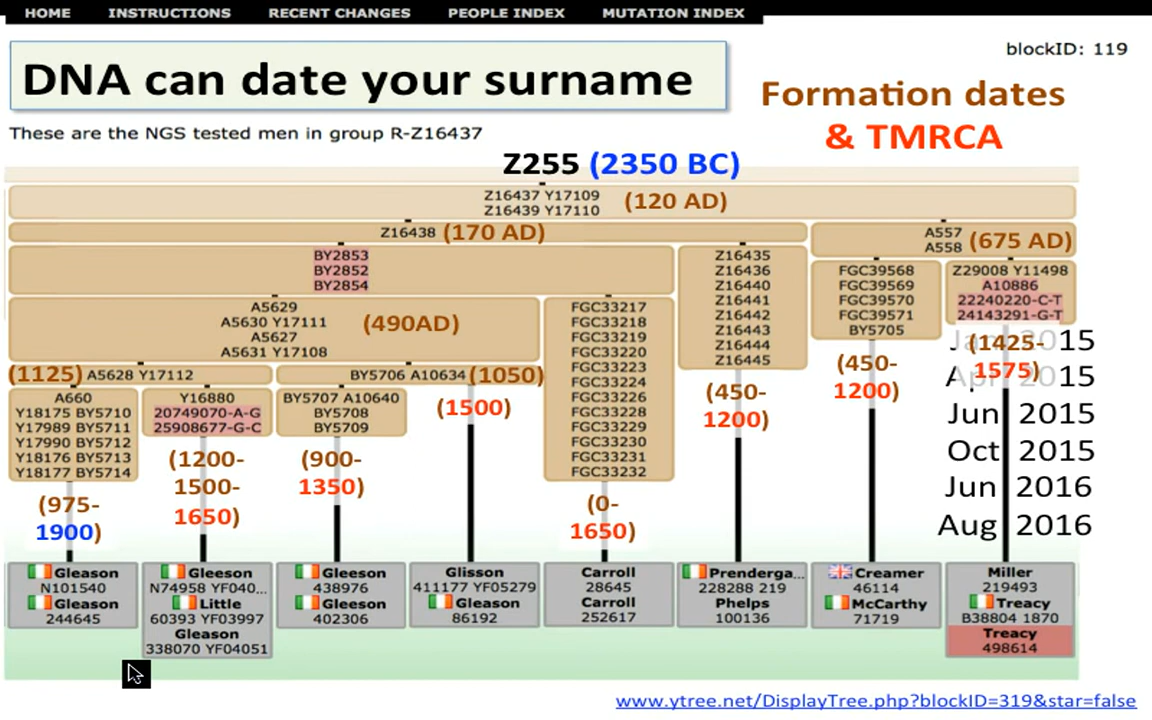 HOME INSTRUCTIONS RECENT CHANGES PEOPLE INDEX MUTATION INDEX
blockID: 119
DNA can date your surname
Formation dates
& TMRCA
These are the NGS tested men in group R-Z16437
Z255 (2350 BC)
Z16437 Y17109
Z16439 Y17110
(120 AD)
Z16438 (170 AD)
A557
A558
(675 AD)
BY2853
BY2852
BY2854
Z16435
Z16436
Z16440
Z16441
Z16442
Z16443
Z16444
Z16445
(450-
1200)
FGC39568
FGC39569
FGC39570
FGC39571
BY5705
(450-
1200)
Z29008 Y11498
A10886
22240220-C-T
24143291-G-T
(1425-
1575)
A5629
A5630 Y17111
A5627
A5631 Y17108
(490AD)
FGC33217
FGC33218
FGC33219
FGC33220
FGC33223
FGC33224
FGC33226
FGC33228
FGC33229
FGC33230
FGC33231
FGC33232
(0-
1650)
(1125) A5628 Y17112
BY5706 A10634 (1050)
A660
Y18175 BY5710
Y17989 BY5711
Y17990 BY5712
Y18176 BY5713
Y18177 BY5714
(975-
1900)
Y16880
20749070-A-G
25908677-G-C
(1200-
1500-
1650)
BY5707 A10640
BY5708
BY5709
(900-
1350)
(1500)
2015
Apr 2015
Jun 2015
Oct 2015
Jun 2016
Aug 2016
Gleason
N101540
Gleason
244645
Gleeson
N74958 YF040...
Little
60393 YF03997
Gleason
338070 YF04051
Gleeson
438976
Gleeson
402306
Glisson
411177 YF05279
Gleason
86192
Carroll
28645
Carroll
252617
Prenderga...
228288 219
Phelps
100136
Creamer
46114
McCarthy
71719
Miller
219493
Treacy
B38804 1870
Treacy
498614
www.ytree.net/DisplayTree.php?blockID=319&star=false